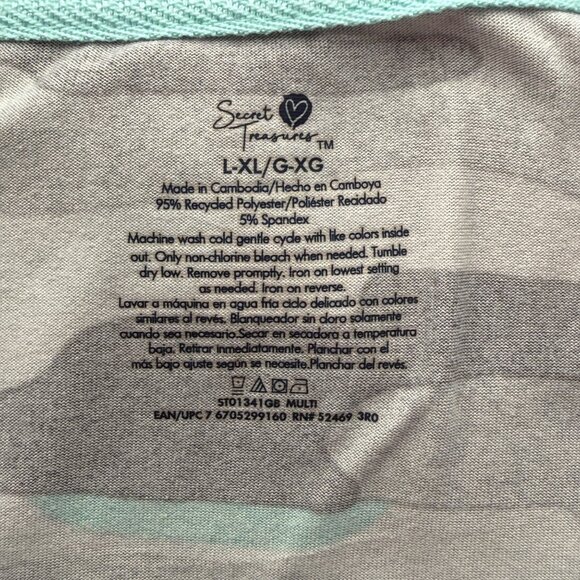 Secret
Treasures™
L-XL/G-XG
Made in Cambodia/Hecho en Camboya
95% Recycled Polyester/Poliéster Recidado
5% Spandex
Machine wash cold gentle cycle with like colors inside
out. Only non-chlorine bleach when needed. Tumble
dry low. Remove promptly. Iron on lowest setting
as needed. Iron on reverse.
Lavar a máquina en agua fría ciclo delicado con colores
similares al revés. Blanqueador sin cloro solamente
cuando sea necesario.Secar en secadora a temperatura
baja. Retirar inmediatamente. Planchar con el
más bajo ajuste según se necesite.Planchar del revés.
ST01341GB MULTI
EAN/UPC 7 6705299160 RN# 52469 3R0